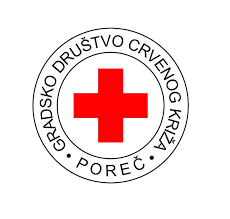 GRADSKO DRUŠTVO CRVENOG KRIŽA
• POREČ •